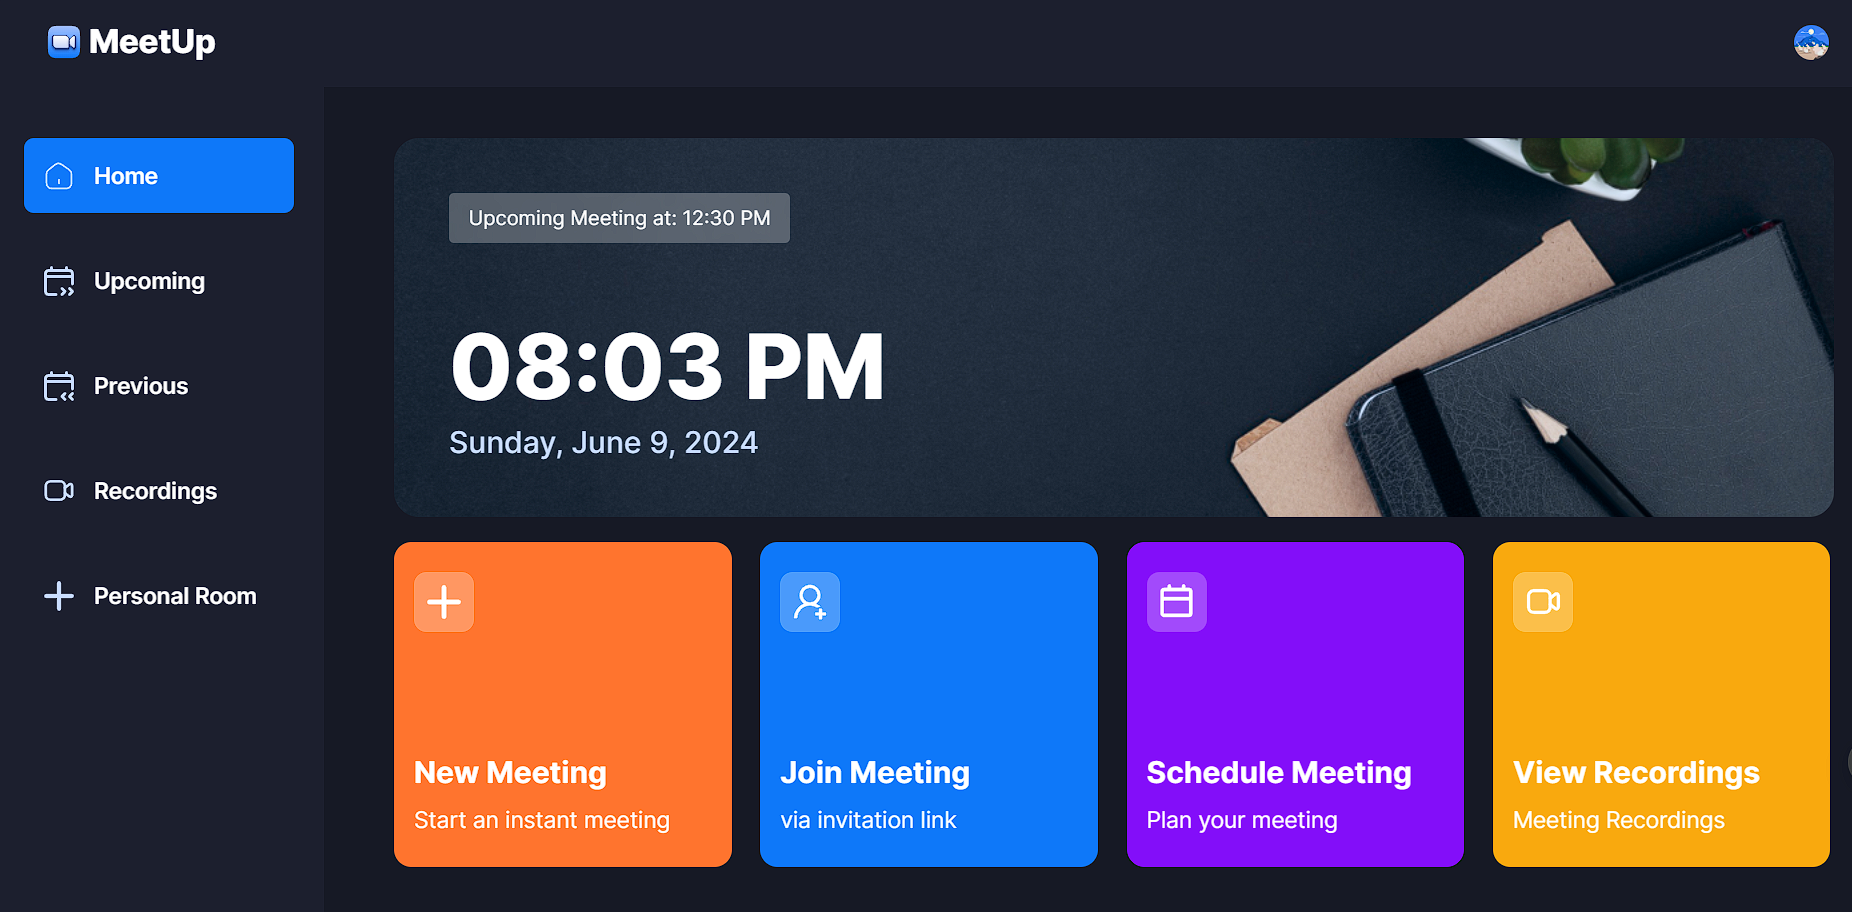 MeetUp
Home
Upcoming
Previous
Recordings
Personal Room
Upcoming Meeting at: 12:30 PM
08:03 PM
Sunday, June 9, 2024
New Meeting
Start an instant meeting
Join Meeting
via invitation link
Schedule Meeting
Plan your meeting
View Recordings
Meeting Recordings